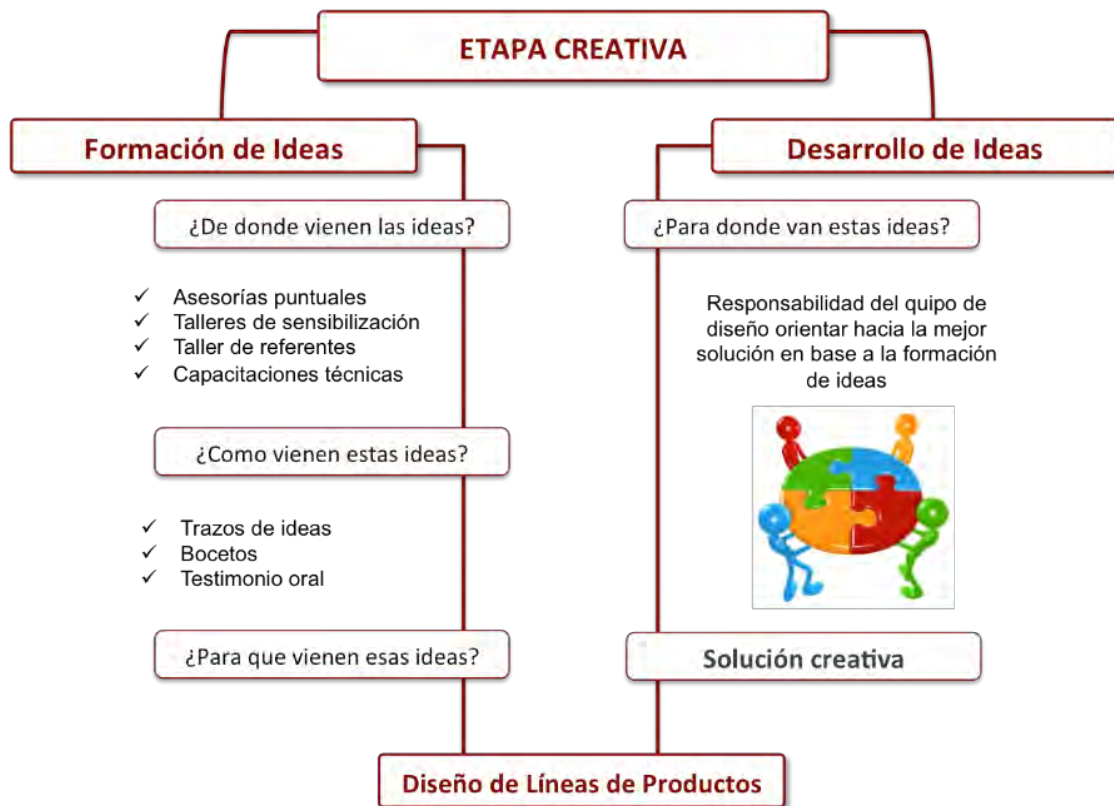 ETAPA CREATIVA
Formación de Ideas
¿De donde vienen las ideas?
✓ Asesorías puntuales
✓ Talleres de sensibilización
✓ Taller de referentes
✓ Capacitaciones técnicas
¿Como vienen estas ideas?
✓ Trazos de ideas
✓ Bocetos
✓ Testimonio oral
¿Para que vienen esas ideas?
Desarrollo de Ideas
¿Para donde van estas ideas?
Responsabilidad del quipo de
diseño orientar hacia la mejor
solución en base a la formación
de ideas
Solución creativa
Diseño de Líneas de Productos